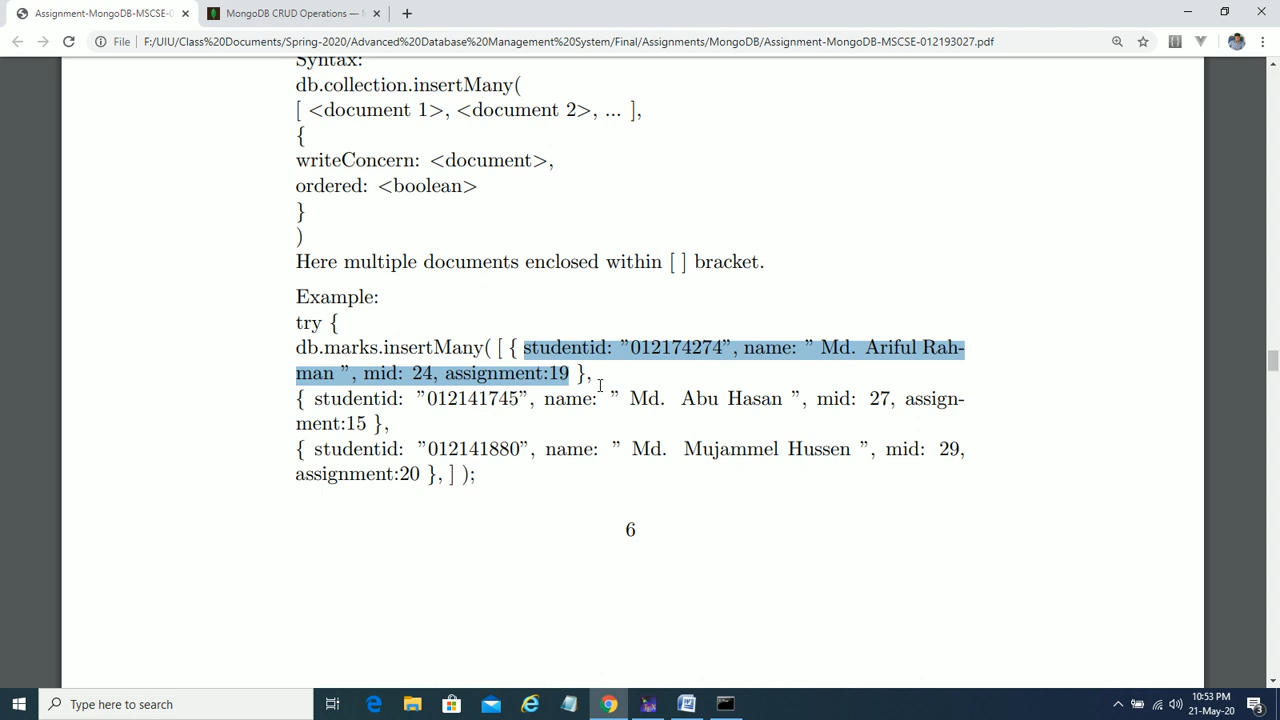 Assignment-MongoDB-MSCSE-0
MongoDB CRUD Operations —
File
F:/UIU/Class%20Documents/Spring-2020/Advanced%20Database%20Management%20System/Final/Assignments/MongoDB/Assignment-MongoDB-MSCSE-012193027.pdf
Syntax:
db.collection.insertMany(
[ <document 1>, <document 2>, ... ],
{
writeConcern: <document>,
ordered: <boolean>
}
)
Here multiple documents enclosed within [ ] bracket.
Example:
try {
db.marks.insertMany( [ { studentid: ”012174274”, name: ” Md. Ariful Rah-
man ”, mid: 24, assignment:19 },
{ studentid: ”012141745”, name: ” Md. Abu Hasan ”, mid: 27, assign-
ment:15 },
{ studentid: ”012141880”, name: ” Md. Mujammel Hussen ”, mid: 29,
assignment:20 }, ] );
6
Type here to search
10:53 PM
21-May-20
3